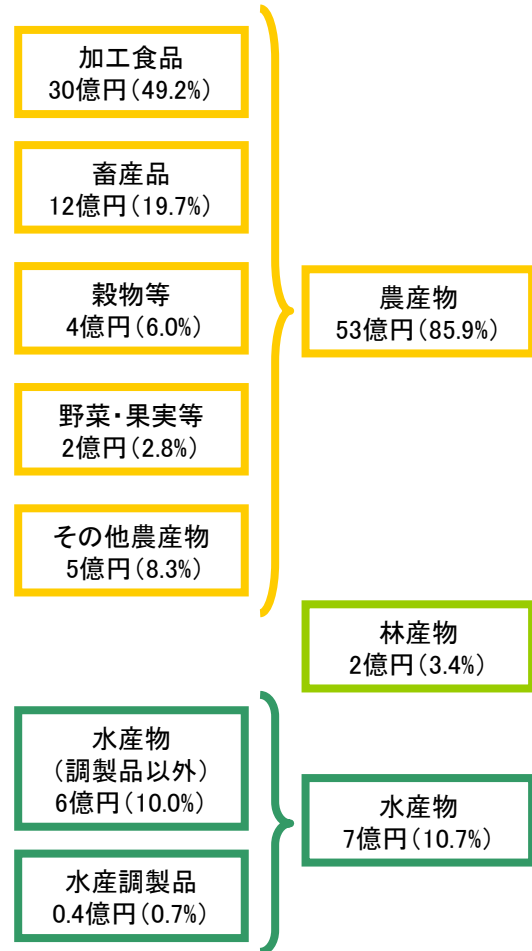 加工食品
30億円(49.2%)
畜産品
12億円(19.7%)
穀物等
4億円(6.0%)
野菜・果実等
2億円(2.8%)
その他農産物
5億円(8.3%)
農産物
53億円(85.9%)
林産物
2億円(3.4%)
水産物
(調製品以外)
6億円(10.0%)
水産調製品
0.4億円(0.7%)
水産物
7億円(10.7%)